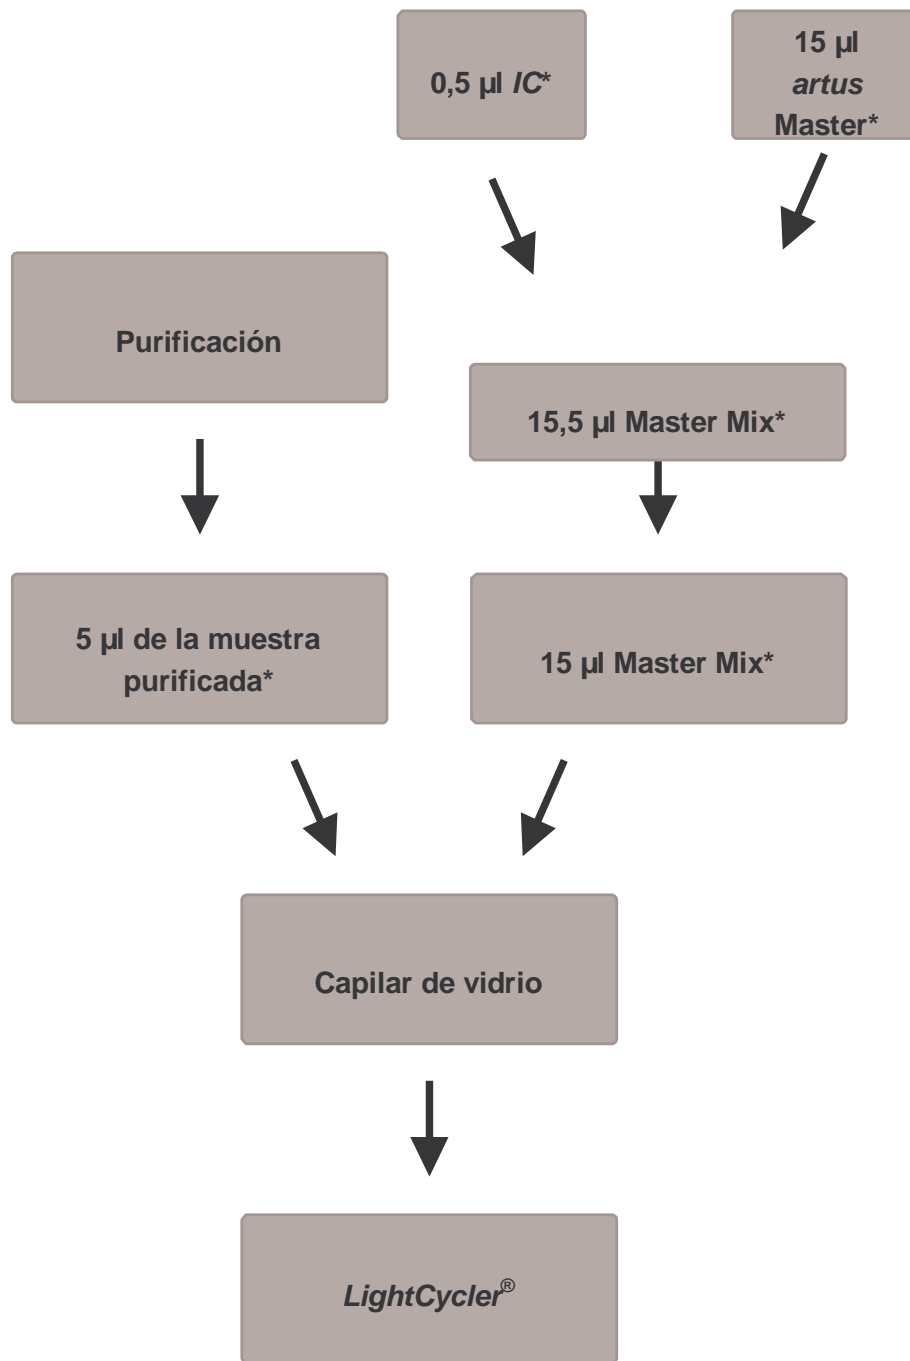 0,5 µl IC*
15 µl
artus
Master*
Purificación
15,5 µl Master Mix*
5 µl de la muestra
purificada*
15 µl Master Mix*
Capilar de vidrio
LightCycler®